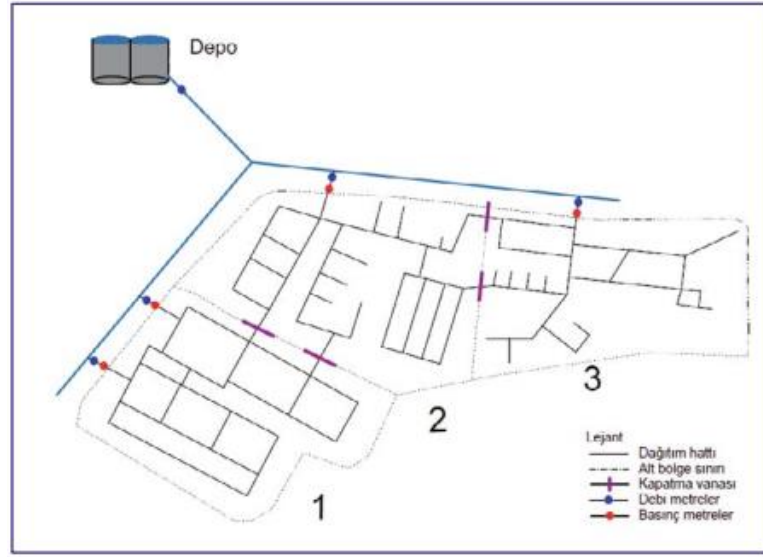 Depo
3
2
1
Lejant
Dağıtım hattı
Alt bölge sınırı
Kapatma vanası
Debi metreler
Basınç metreler